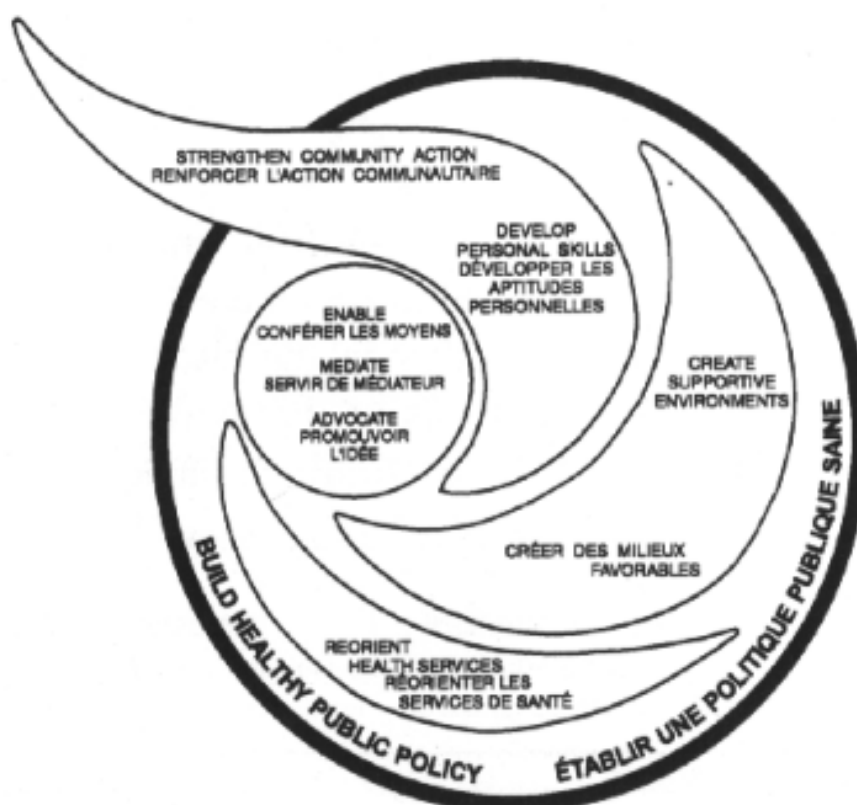 STRENGTHEN COMMUNITY ACTION
RENFORCER L'ACTION COMMUNAUTAIRE
DEVELOP
PERSONAL SKILLS
DÉVELOPPER LES
APTITUDES
PERSONNELLES
ENABLE
CONFÉRER LES MOYENS
MEDIATE
SERVIR DE MÉDIATEUR
ADVOCATE
PROMOUVOIR
L'IDÉE
CREATE
SUPPORTIVE
ENVIRONMENTS
CRÉER DES MILIEUX
FAVORABLES
REORIENT
HEALTH SERVICES
RÉORIENTER LES
SERVICES DE SANTÉ
BUILD HEALTHY PUBLIC POLICY
ÉTABLIR UNE POLITIQUE PUBLIQUE SAINE